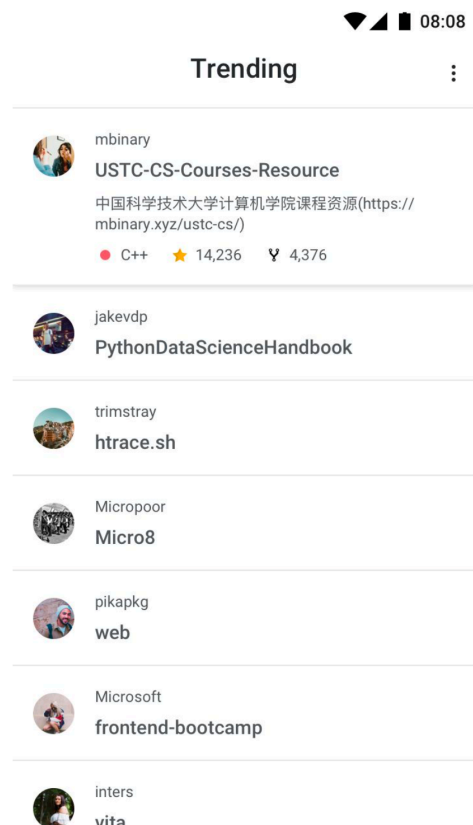 08:08
Trending
mbinary
USTC-CS-Courses-Resource
中国科学技术大学计算机学院课程资源(https://
mbinary.xyz/ustc-cs/)
C++ 14,236 4,376
jakevdp
PythonDataScienceHandbook
trimstray
htrace.sh
Micropoor
Micro8
pikapkg
web
Microsoft
frontend-bootcamp
inters
vita